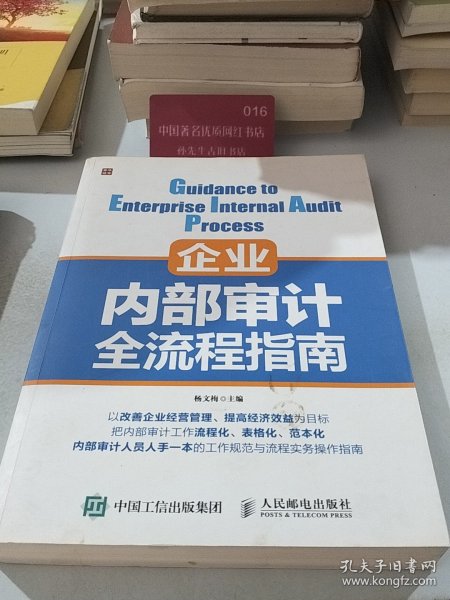 016
中国著名优质网红书店
孙先生古旧书店
Guidance to
Enterprise Internal Audit
Process
企业
内部审计
全流程指南
杨文梅◎主编
以改善企业经营管理、提高经济效益为目标
把内部审计工作流程化、表格化、范本化
内部审计人员人手一本的工作规范与流程实务操作指南
中国工信出版集团
人民邮电出版社
POSTS & TELECOM PRESS
孔夫子旧书网
www.kongfz.com